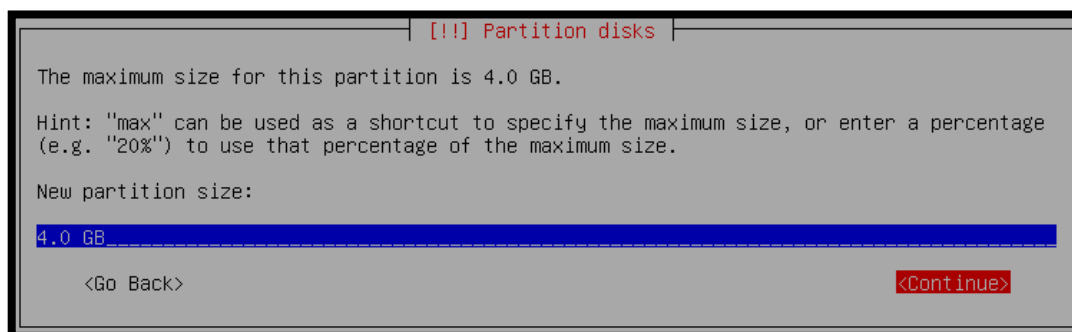 [!!] Partition disks
The maximum size for this partition is 4.0 GB.
Hint: "max" can be used as a shortcut to specify the maximum size, or enter a percentage
(e.g. "20%") to use that percentage of the maximum size.
New partition size:
4.0 GB
<Go Back> <Continue>